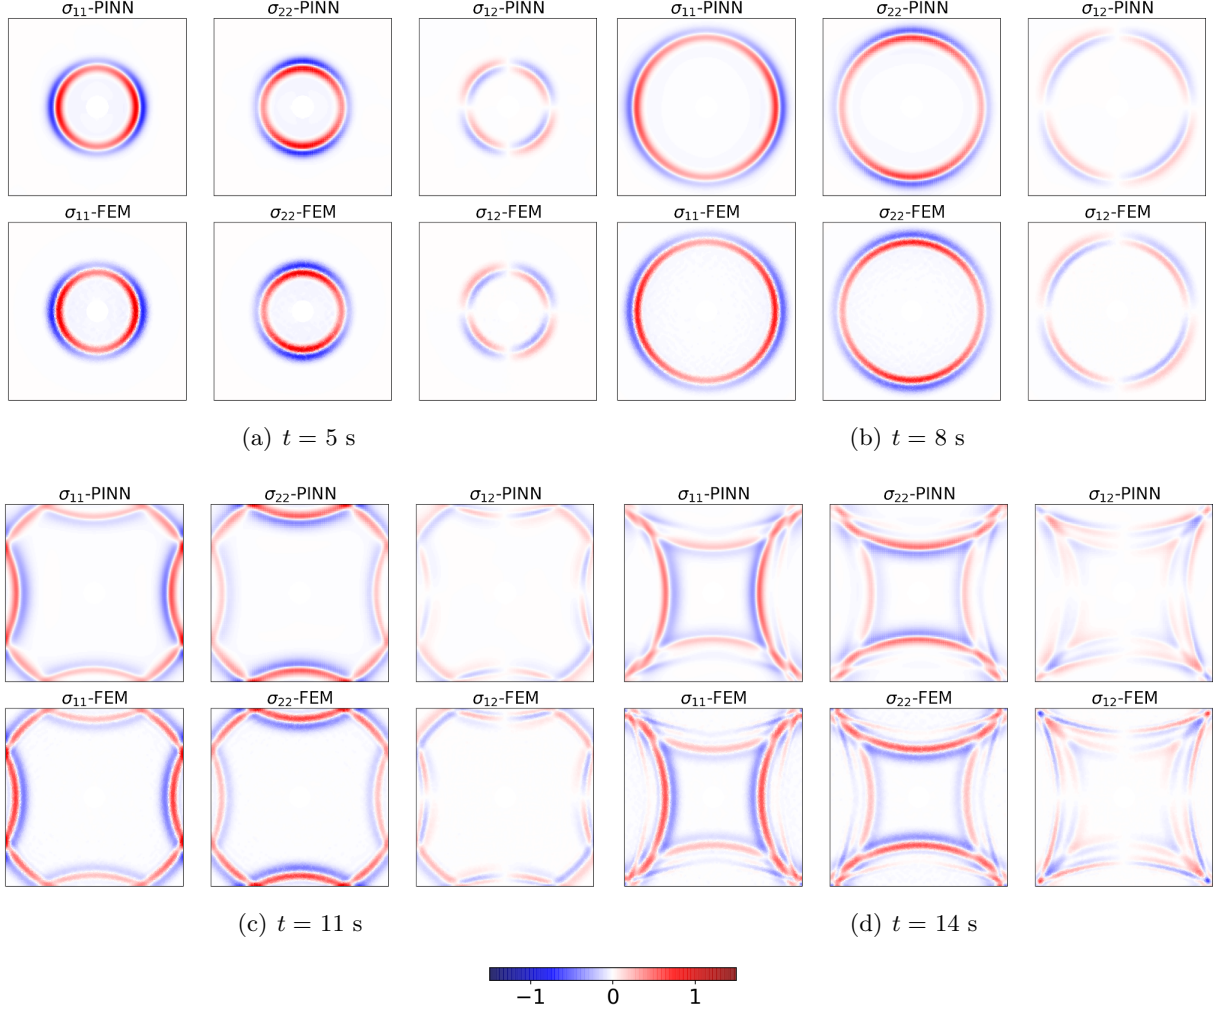 σ₁₁-PINN σ₂₂-PINN σ₁₂-PINN σ₁₁-PINN σ₂₂-PINN σ₁₂-PINN
σ₁₁-FEM σ₂₂-FEM σ₁₂-FEM σ₁₁-FEM σ₂₂-FEM σ₁₂-FEM
(a) t = 5 s (b) t = 8 s
σ₁₁-PINN σ₂₂-PINN σ₁₂-PINN σ₁₁-PINN σ₂₂-PINN σ₁₂-PINN
σ₁₁-FEM σ₂₂-FEM σ₁₂-FEM σ₁₁-FEM σ₂₂-FEM σ₁₂-FEM
(c) t = 11 s (d) t = 14 s
−1 0 1